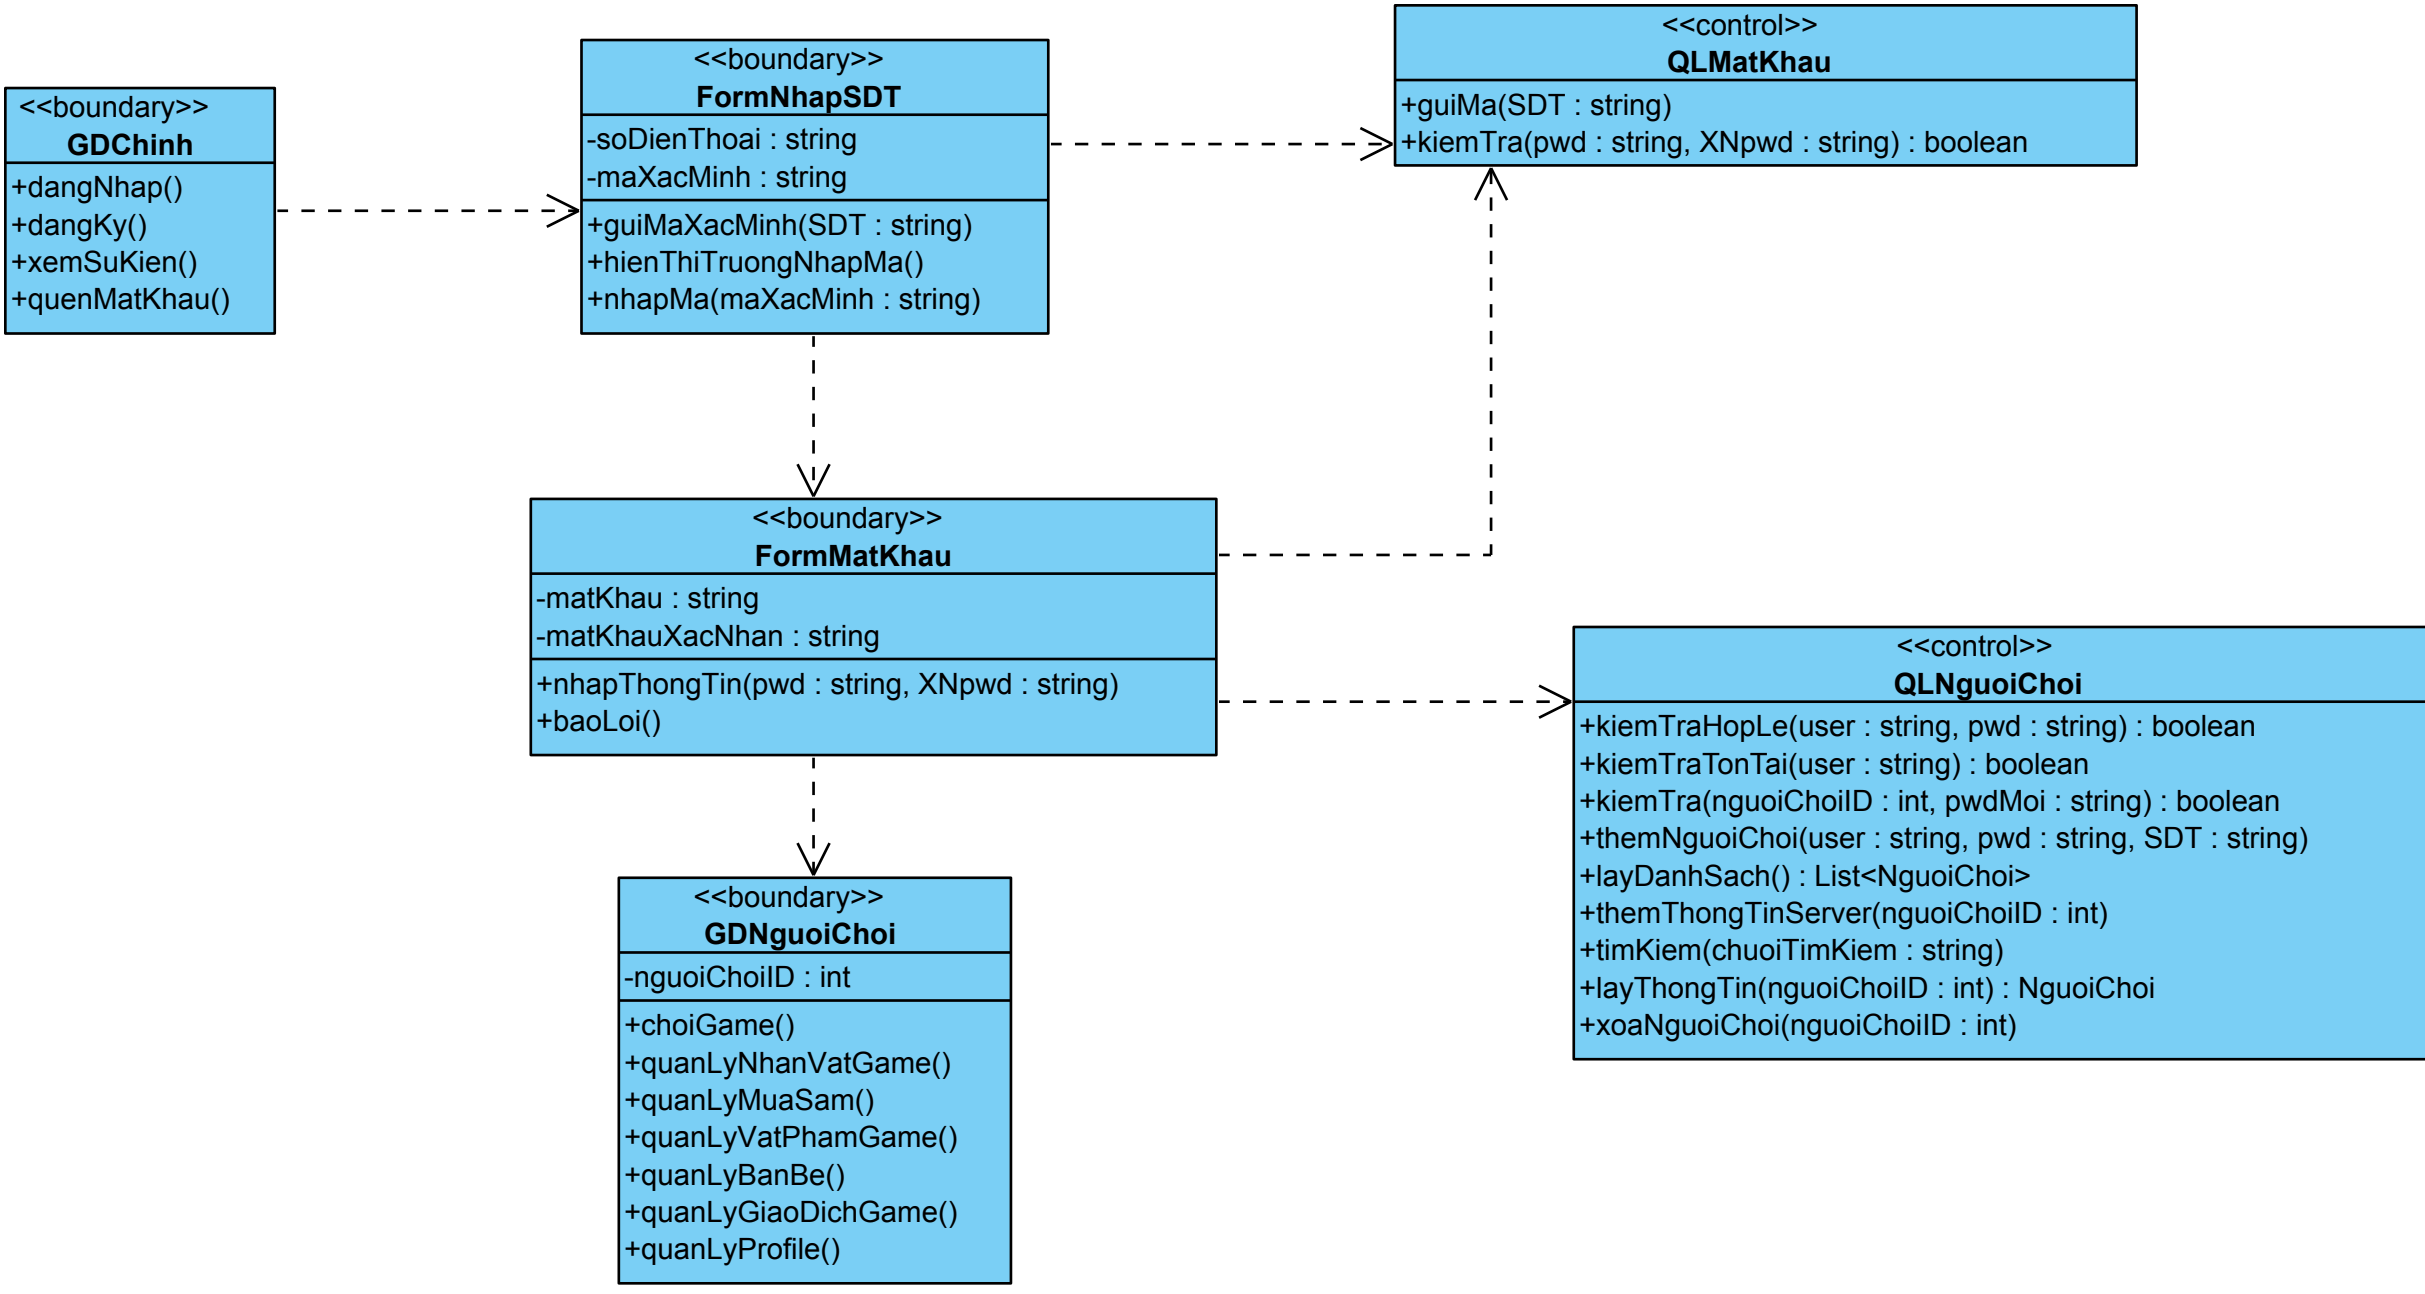 <<boundary>>
GDChinh
+dangNhap()
+dangKy()
+xemSuKien()
+quenMatKhau()
<<boundary>>
FormNhapSDT
-soDienThoai : string
-maXacMinh : string
+guiMaXacMinh(SDT : string)
+hienThiTruongNhapMa()
+nhapMa(maXacMinh : string)
<<control>>
QLMatKhau
+guiMa(SDT : string)
+kiemTra(pwd : string, XNpwd : string) : boolean
<<boundary>>
FormMatKhau
-matKhau : string
-matKhauXacNhan : string
+nhapThongTin(pwd : string, XNpwd : string)
+baoLoi()
<<control>>
QLNguoiChoi
+kiemTraHopLe(user : string, pwd : string) : boolean
+kiemTraTonTai(user : string) : boolean
+kiemTra(nguoiChoiID : int, pwdMoi : string) : boolean
+themNguoiChoi(user : string, pwd : string, SDT : string)
+layDanhSach() : List<NguoiChoi>
+themThongTinServer(nguoiChoiID : int)
+timKiem(chuoiTimKiem : string)
+layThongTin(nguoiChoiID : int) : NguoiChoi
+xoaNguoiChoi(nguoiChoiID : int)
<<boundary>>
GDNguoiChoi
-nguoiChoiID : int
+choiGame()
+quanLyNhanVatGame()
+quanLyMuaSam()
+quanLyVatPhamGame()
+quanLyBanBe()
+quanLyGiaoDichGame()
+quanLyProfile()